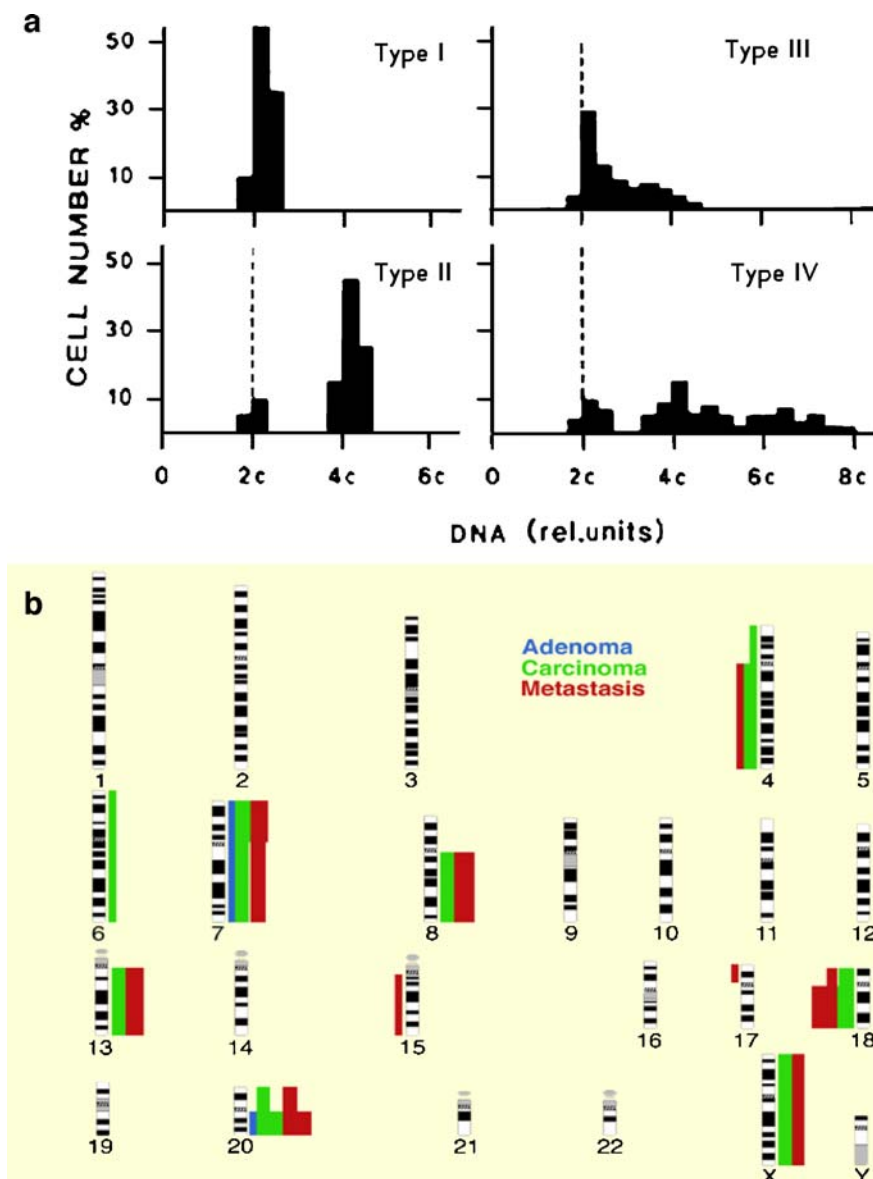 a
CELL NUMBER %
50
30
10
Type I
Type III
50
30
10
Type II
Type IV
0 2c 4c 6c 0 2c 4c 6c 8c
DNA (rel.units)
b
Adenoma
Carcinoma
Metastasis
1 2 3 4 5
6 7 8 9 10 11 12
13 14 15 16 17 18
19 20 21 22 X Y